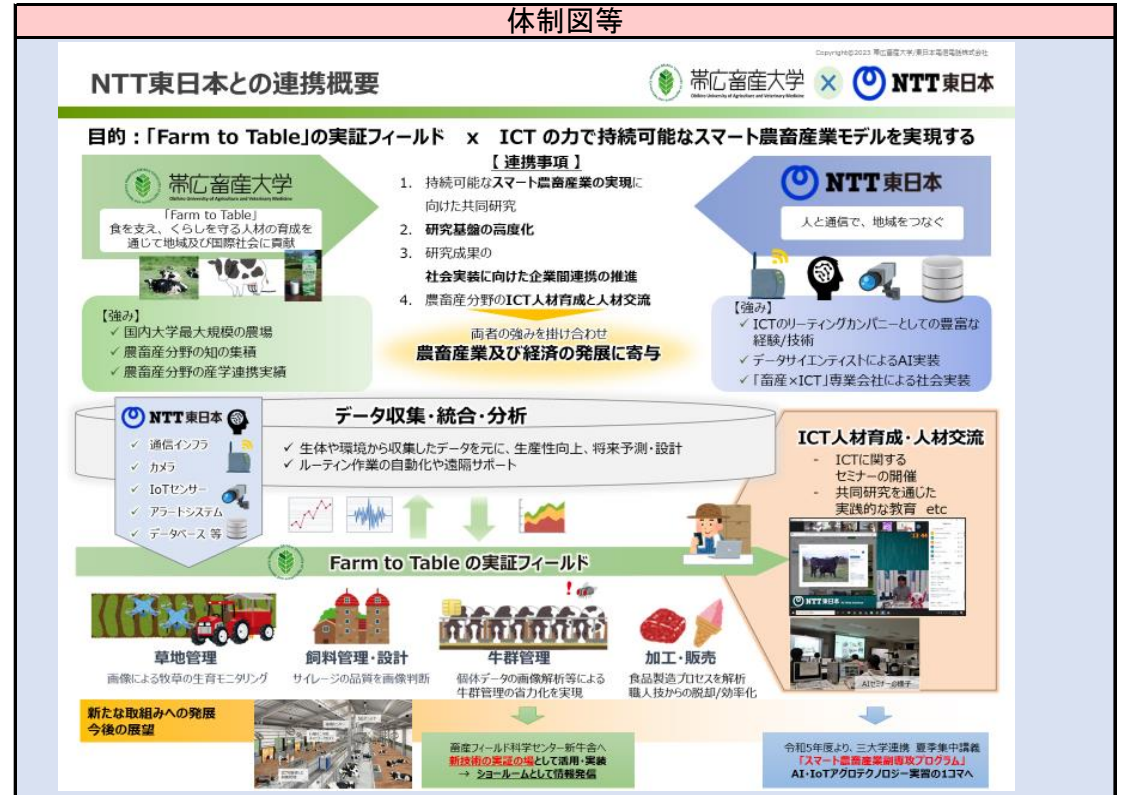 体制図等
Copyright©2023 帯広畜産大学/東日本電信電話株式会社
NTT東日本との連携概要
帯広畜産大学
Obihiro University of Agriculture and Veterinary Medicine
×
NTT東日本
目的：「Farm to Table」の実証フィールド x ICT の力で持続可能なスマート農畜産業モデルを実現する
帯広畜産大学
Obihiro University of Agriculture and Veterinary Medicine
「Farm to Table」
食を支え、くらしを守る人材の育成を
通じて地域及び国際社会に貢献
【強み】
✓ 国内大学最大規模の農場
✓ 農畜産分野の知の集積
✓ 農畜産分野の産学連携実績
【 連携事項 】
1. 持続可能なスマート農畜産業の実現に
向けた共同研究
2. 研究基盤の高度化
3. 研究成果の
社会実装に向けた企業間連携の推進
4. 農畜産分野のICT人材育成と人材交流
両者の強みを掛け合わせ
農畜産業及び経済の発展に寄与
NTT東日本
人と通信で、地域をつなぐ
【強み】
✓ ICTのリーディングカンパニーとしての豊富な
経験/技術
✓ データサイエンティストによるAI実装
✓ 「畜産×ICT」専業会社による社会実装
NTT東日本
✓ 通信インフラ
✓ カメラ
✓ IoTセンサー
✓ アラートシステム
✓ データベース 等
データ収集・統合・分析
✓ 生体や環境から収集したデータを元に、生産性向上、将来予測・設計
✓ ルーティン作業の自動化や遠隔サポート
ICT人材育成・人材交流
- ICTに関する
セミナーの開催
- 共同研究を通じた
実践的な教育 etc
NTT東日本
AIセミナーの様子
Farm to Table の実証フィールド
草地管理
画像による牧草の生育モニタリング
飼料管理・設計
サイレージの品質を画像判断
牛群管理
個体データの画像解析等による
牛群管理の省力化を実現
加工・販売
食品製造プロセスを解析
職人技からの脱却/効率化
新たな取組みへの発展
今後の展望
畜産フィールド科学センター新牛舎へ
新技術の実証の場として活用・実装
→ ショールームとして情報発信
令和5年度より、三大学連携 夏季集中講義
「スマート農畜産業副専攻プログラム」
AI・IoTアグロテクノロジー実習の1コマへ